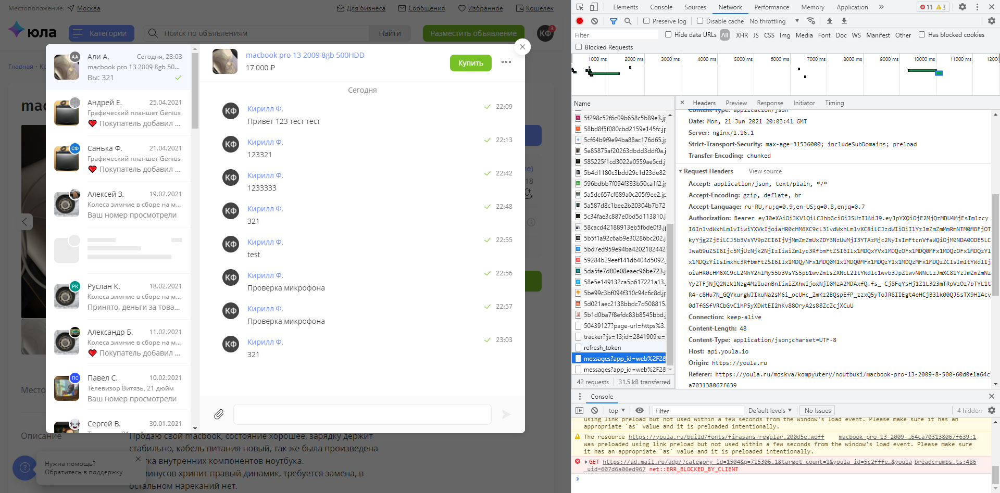 Местоположение: Москва
Для бизнеса
Сообщения
Избранное
Кошелек
юла
Категории
Поиск по объявлениям
Найти
Разместить объявление
КФ
3
Главная
АА
Али А.
Сегодня, 23:03
macbook pro 13 2009 8gb 50...
Вы: 321
Андрей Е.
25.04.2021
Графический планшет Genius
Покупатель добавил ...
СФ
Санька Ф.
21.04.2021
Графический планшет Genius
Покупатель добавил ...
Алексей З.
19.02.2021
Колеса зимние в сборе на м...
Ваш номер просмотрели
РК
Руслан К.
18.02.2021
Колеса зимние в сборе на м...
Принято, деньги за това...
Александр Б.
11.02.2021
Колеса зимние в сборе на м...
Покупатель добавил ...
ПС
Павел С.
10.02.2021
Телевизор Витязь, 21 дюйм
Ваш номер просмотрели
Сергей В.
30.01.2021
macbook pro 13 2009 8gb 500HDD
17 000 ₽
Купить
Сегодня
КФ
Кирилл Ф.
22:09
Привет 123 тест тест
КФ
Кирилл Ф.
22:13
123321
КФ
Кирилл Ф.
22:42
1233333
КФ
Кирилл Ф.
22:48
321
КФ
Кирилл Ф.
22:55
test
КФ
Кирилл Ф.
22:56
Проверка микрофона
КФ
Кирилл Ф.
22:57
Проверка микрофона
КФ
Кирилл Ф.
23:03
321
Описание
Продаю свой macbook, состояние хорошее, зарядку держит
стабильно, кабель питания новый, так же была произведена
внутренних компонентов ноутбука.
минусов хрипит правый динамик, требуется замена, в
остальном нареканий нет.
Нужна помощь?
Обратитесь в поддержку
Elements Console Sources Network Performance Memory Application
11 3
Preserve log Disable cache No throttling
Filter
Hide data URLs All XHR JS CSS Img Media Font Doc WS Manifest Other Has blocked cookies
Blocked Requests
1000 ms 2000 ms 3000 ms 4000 ms 5000 ms 6000 ms 7000 ms 8000 ms 9000 ms 10000 ms 11000 ms 12000
Name
5f298c52f6c09b658c5b89e3.jp
58bd8f5f080cbd2159e145fc.jp
5cf64b9f9e94ba88ac176d65.jp
5e85875af20263dbdd3ddf0a.j
585225f1cd3022a0559ae5cd.j
5b4d1180c3bdd29c1d23de82
596bdbb7f094f333b50ca1f2.jp
5a5dc657cf689a0c205f9ee2.jp
5a587d8c1bee2b20304b7b72
5c34fae3c887e0bd5d113810.j
58cacd42188913eb5fbde0f3.j
5b5f1a92c6ab9e30286bc202.j
5bd7ed959e94ba4202182442
59284b29eef141d6404d5092.
5da5fe7d80e08eaec96be723.j
58e5e149132ca5b617221a13.
5be99c3bf094f310c94c6c8d.jp
5d021aec2138bbdc7d508815.
5b1d0ba7f8efdc83b8545bbd.j
50439127?page-url=https%3.
tracker?;js=13;id=2841909;e=
refresh_token
messages?app_id=web%2F28
messages?app_id=web%2F28
42 requests 31.5 kB transferred
Headers Preview Response Initiator Timing
Content-Type: application/json
Date: Mon, 21 Jun 2021 20:03:41 GMT
Server: nginx/1.16.1
Strict-Transport-Security: max-age=31536000; includeSubDomains; preload
Transfer-Encoding: chunked
Request Headers View source
Accept: application/json, text/plain, */*
Accept-Encoding: gzip, deflate, br
Accept-Language: ru-RU,ru;q=0.9,en-US;q=0.8,en;q=0.7
Authorization: Bearer
Connection: keep-alive
Content-Length: 48
Content-Type: application/json;charset=UTF-8
Host: api.youla.io
Origin: https://youla.ru
Referer: https://youla.ru/moskva/kompyutery/noutbuki/macbook-pro-13-2009-8-500-60d0e1a64c
a703138067f639
Console
top
Filter
Default levels
No Issues
4 hidden
using link preload but not used within a few seconds from the window's load event. Please make sure it has an
appropriate `as` value and it is preloaded intentionally.
The resource https://youla.ru/build/fonts/firasans-regular.200d5e.woff macbook-pro-13-2009-…64ca703138067f639:1
was preloaded using link preload but not used within a few seconds from the window's load event. Please make sure
it has an appropriate `as` value and it is preloaded intentionally.
GET https://ad.mail.ru/adp/?category_id=1504&q=715306.1&target_count=1&youla_id=5c2fffe…&youla breadcrumbs.ts:486
_uid=607d6a06ed967 net::ERR_BLOCKED_BY_CLIENT